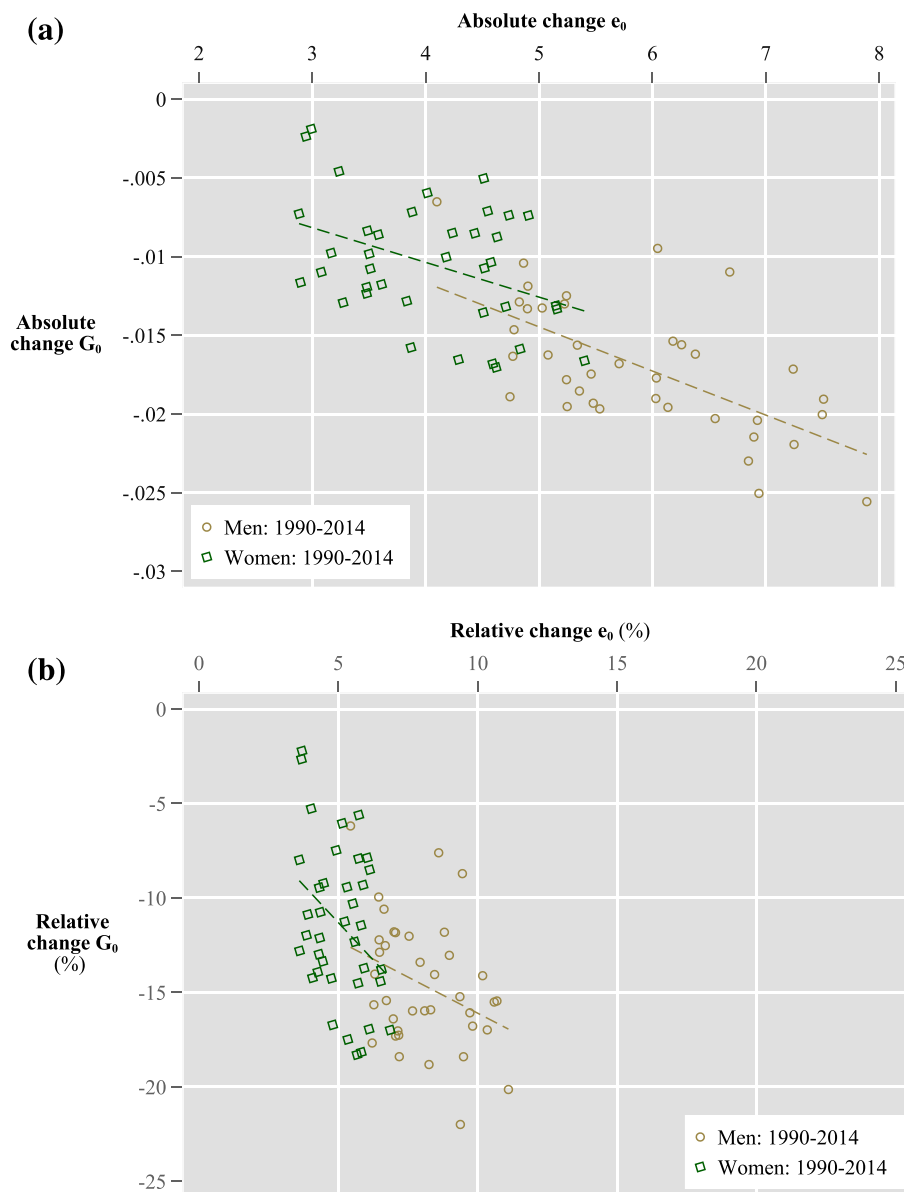 (a)
Absolute change e₀
2 3 4 5 6 7 8
0
-.005
-.01
-.015
-.02
-.025
-.03
Absolute
change G₀
Men: 1990-2014
Women: 1990-2014
(b)
Relative change e₀ (%)
0 5 10 15 20 25
0
-5
-10
-15
-20
-25
Relative
change G₀
(%)
Men: 1990-2014
Women: 1990-2014